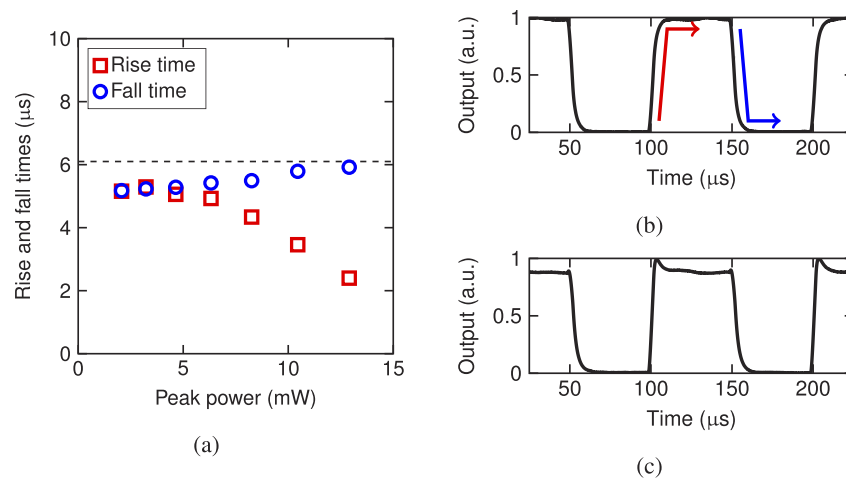 10
8
6
4
2
0
0
5
10
15
Rise time
Fall time
Rise and fall times (μs)
Peak power (mW)
(a)
1
0.5
0
50
100
150
200
Output (a.u.)
Time (μs)
(b)
1
0.5
0
50
100
150
200
Output (a.u.)
Time (μs)
(c)